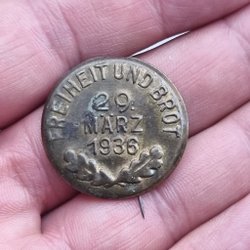 FREIHEIT UND BROT
29.
MÄRZ
1936